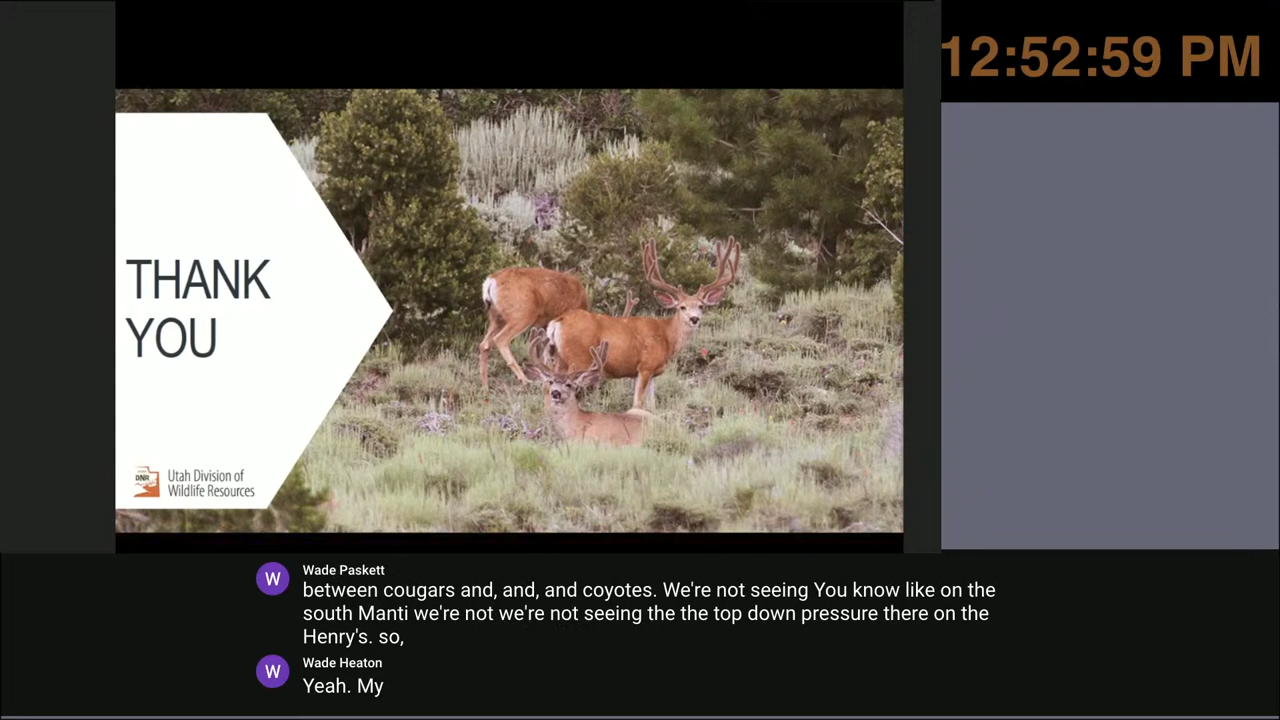 12:52:59 PM
THANK
YOU
DNR
Utah Division of
Wildlife Resources
W
Wade Paskett
between cougars and, and, and coyotes. We're not seeing You know like on the
south Manti we're not we're not seeing the the top down pressure there on the
Henry's. so,
W
Wade Heaton
Yeah. My